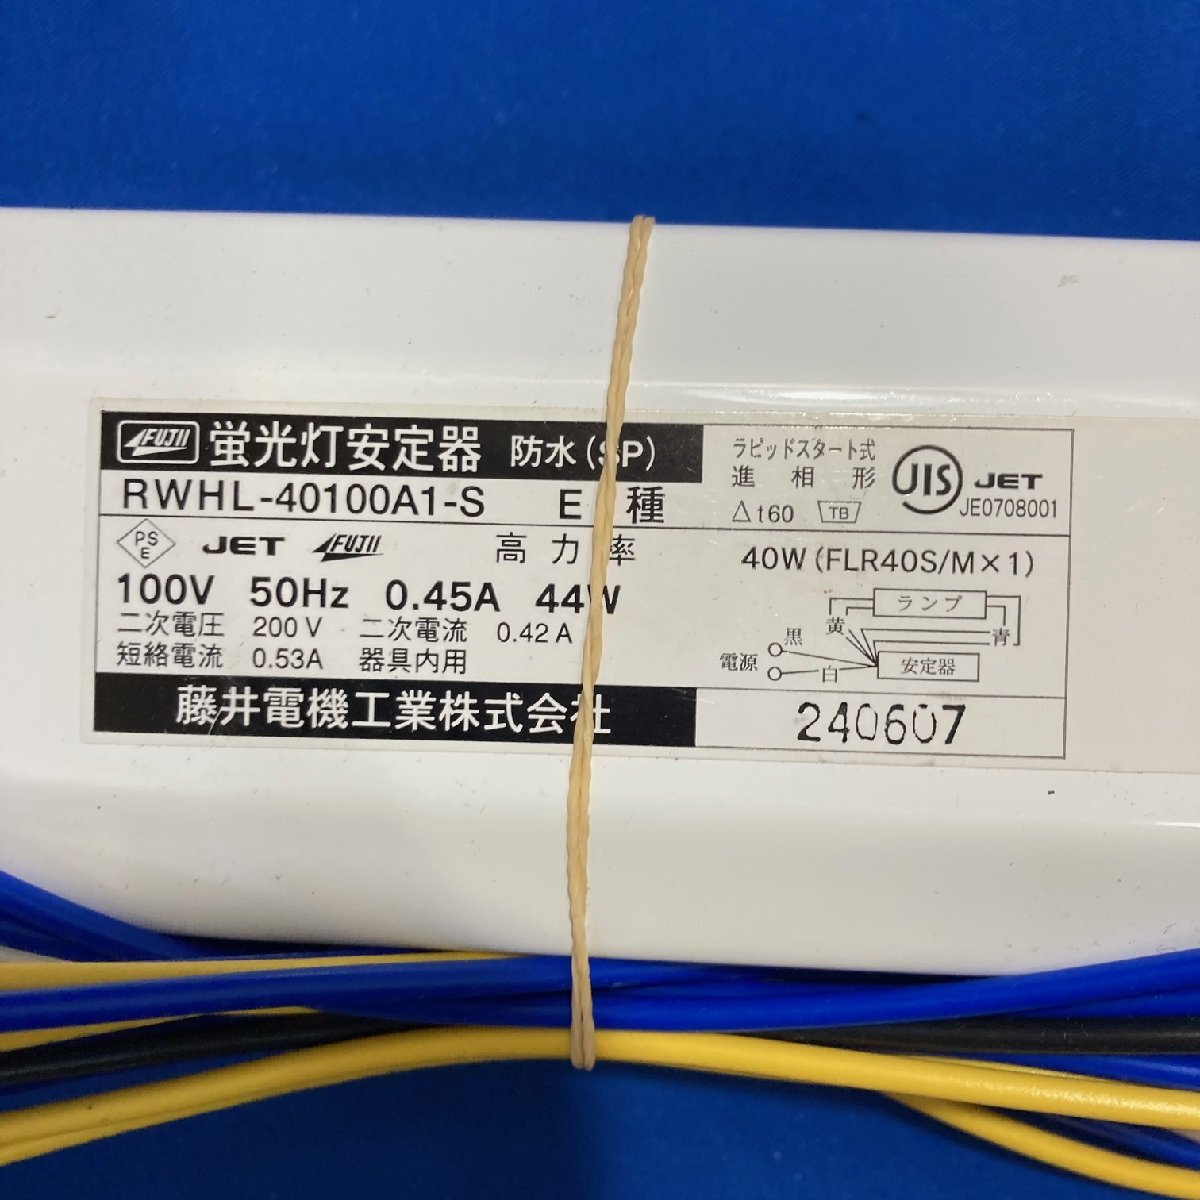 FUJII 蛍光灯安定器 防水(SP)
RWHL-40100A1-S E 種
PS E JET FUJII 高力率
100V 50Hz 0.45A 44W
二次電圧 200V 二次電流 0.42A
短絡電流 0.53A 器具内用
藤井電機工業株式会社
ラピッドスタート式
進相形
△t60 TB
JIS JET
JE0708001
40W(FLR40S/M×1)
ランプ
黄
青
黒
電源
安定器
白
240607